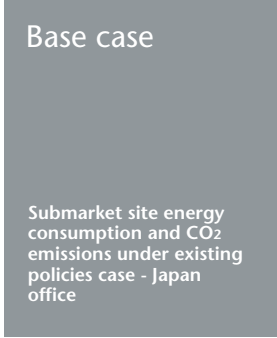 Base case
Submarket site energy
consumption and CO2
emissions under existing
policies case - Japan
office